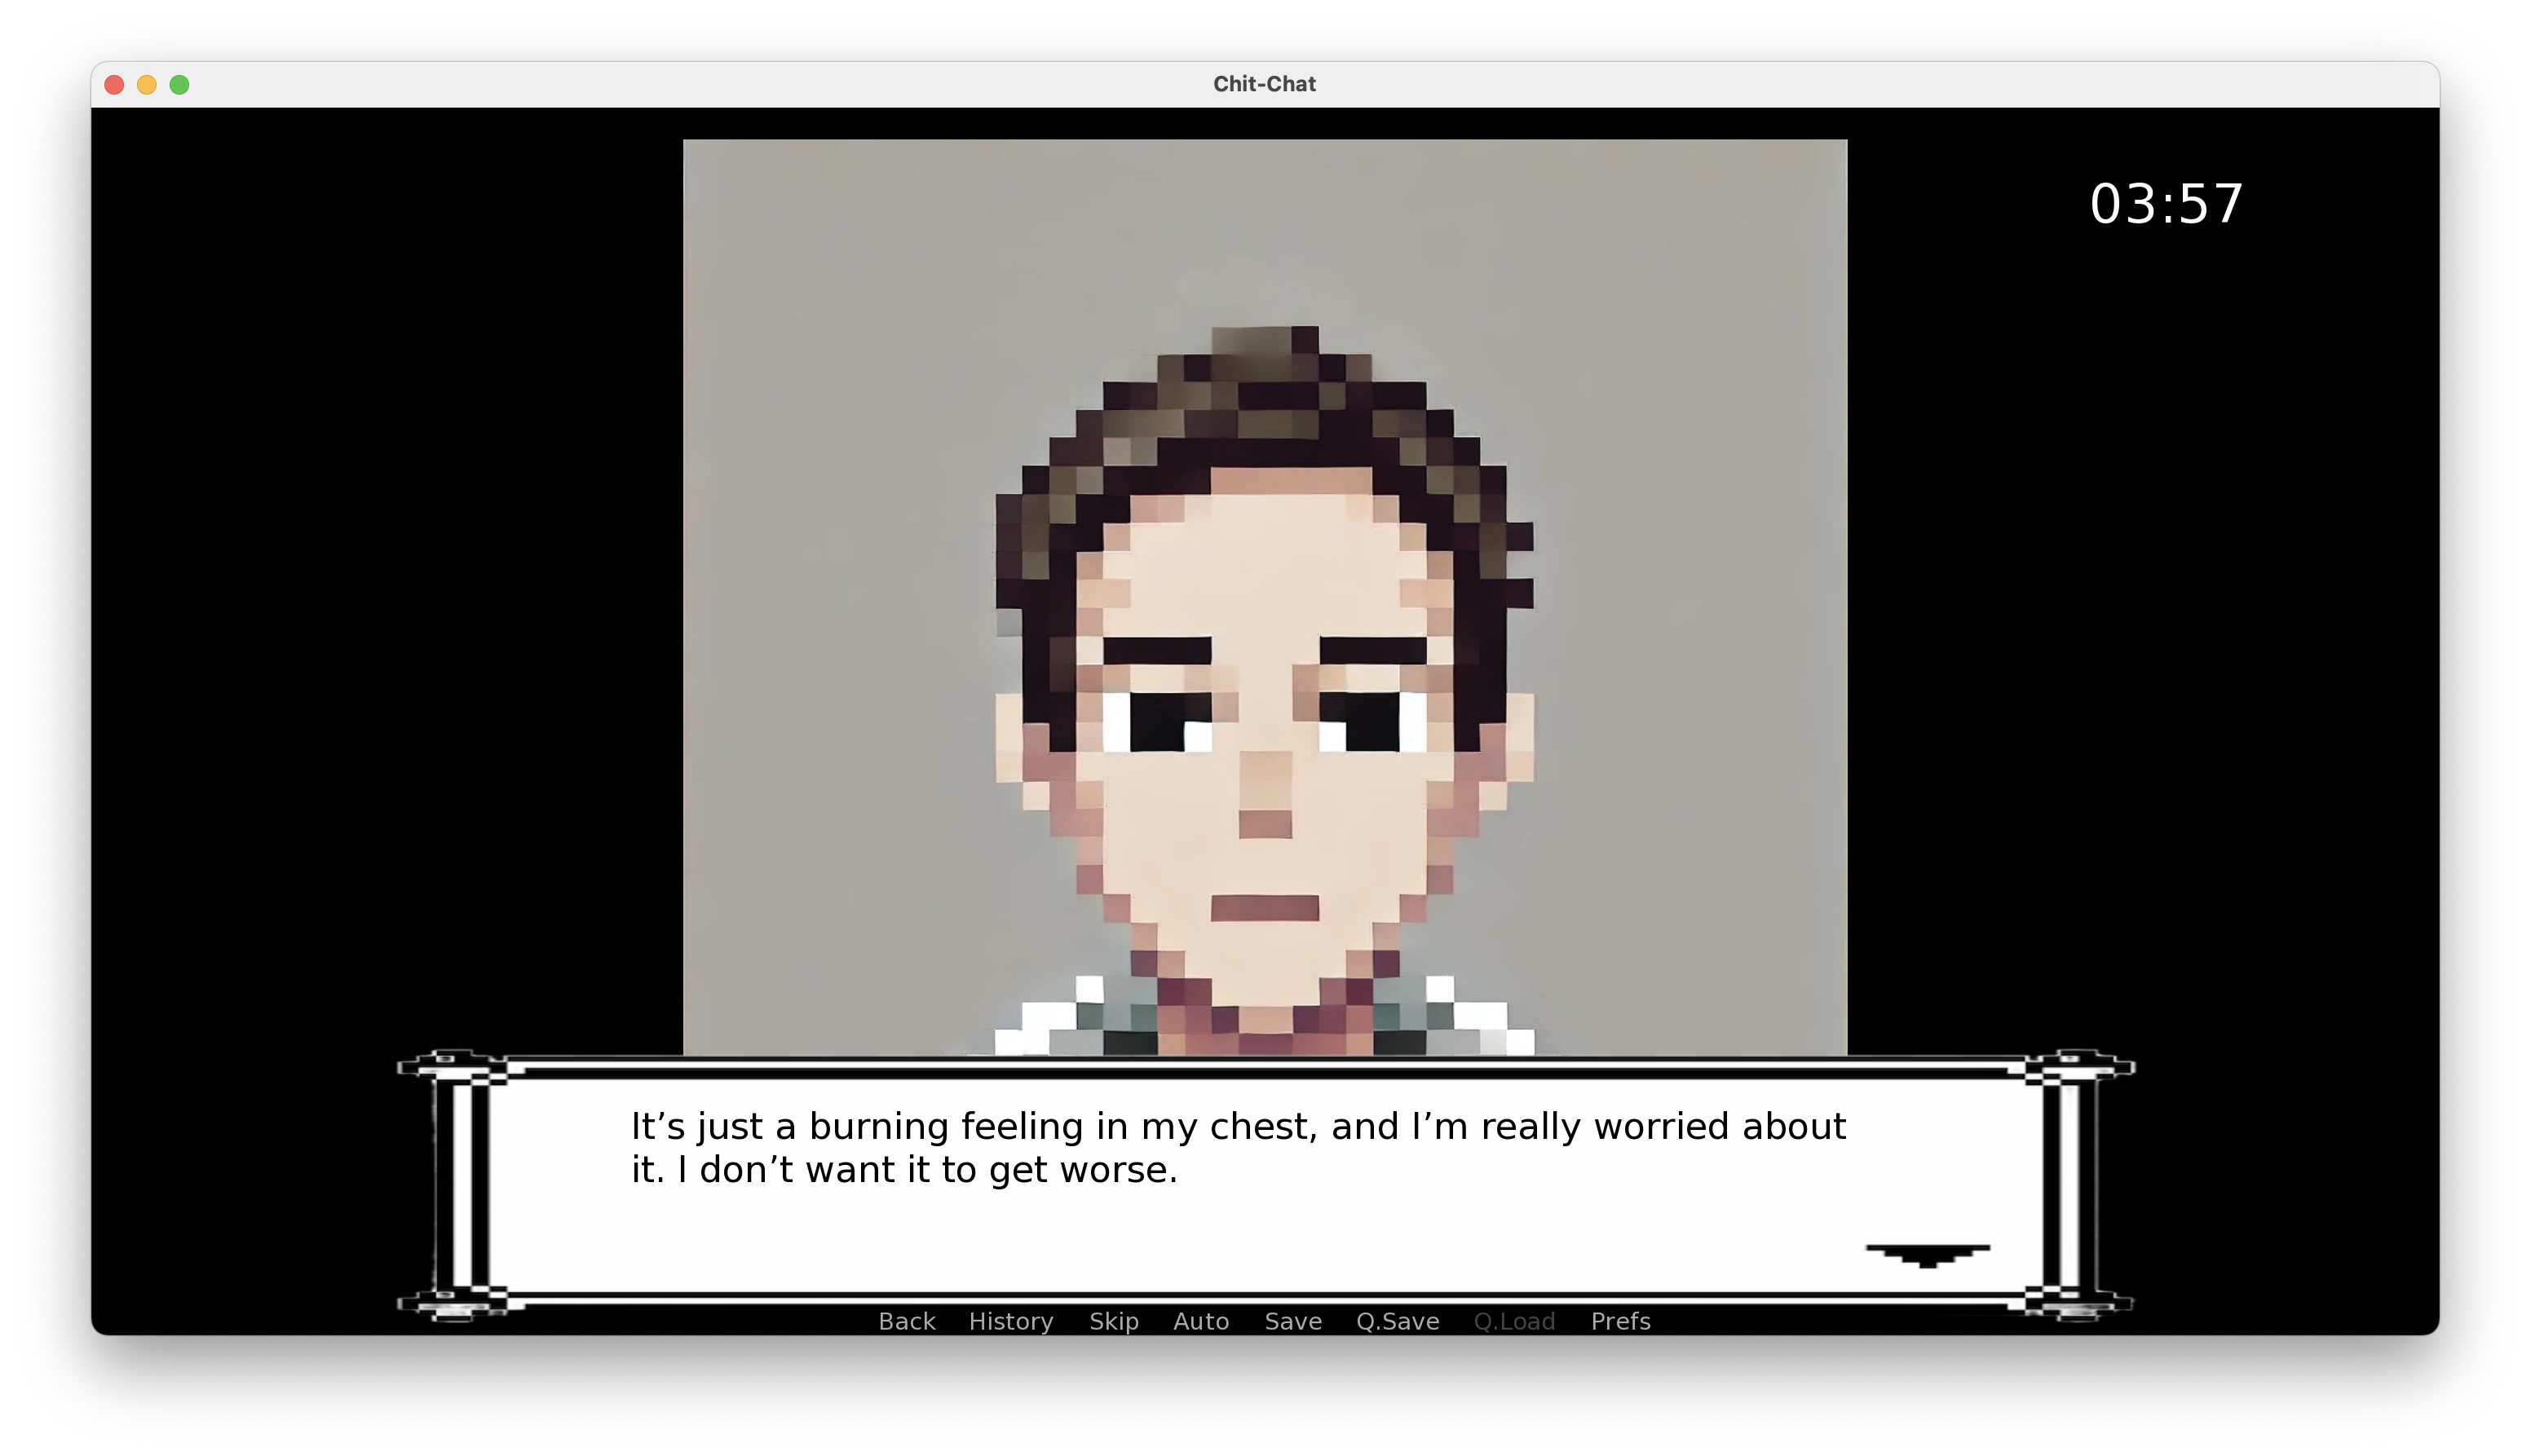 Chit-Chat
03:57
It’s just a burning feeling in my chest, and I’m really worried about
it. I don’t want it to get worse.
Back History Skip Auto Save Q.Save Q.Load Prefs